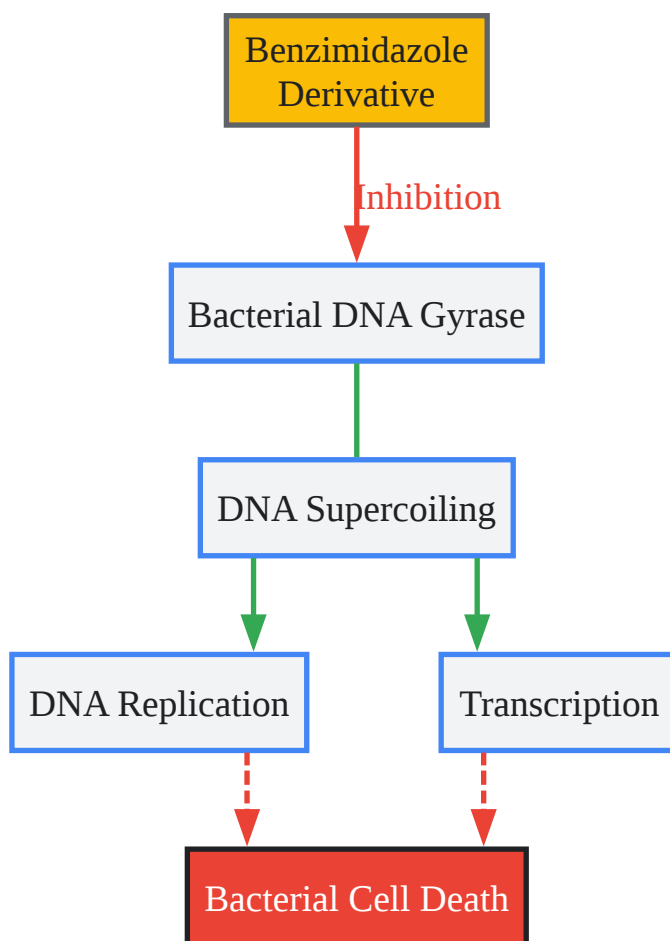 Benzimidazole
Derivative
Inhibition
Bacterial DNA Gyrase
DNA Supercoiling
DNA Replication
Transcription
Bacterial Cell Death